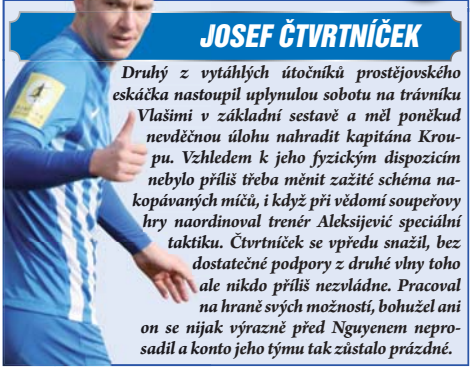 JOSEF ČTVRTNÍČEK
Druhý z vytáhlých útočníků prostějovského
eskáčka nastoupil uplynulou sobotu na trávníku
Vlašimi v základní sestavě a měl poněkud
nevděčnou úlohu nahradit kapitána Krou-
pu. Vzhledem k jeho fyzickým dispozicím
nebylo příliš třeba měnit zažité schéma na-
kopávaných míčů, i když při vědomí soupeřovy
hry naordinoval trenér Aleksijević speciální
taktiku. Čtvrtníček se vpředu snažil, bez
dostatečné podpory z druhé vlny toho
ale nikdo příliš nezvládne. Pracoval
na hraně svých možností, bohužel ani
on se nijak výrazně před Nguyenem nepro-
sadil a konto jeho týmu tak zůstalo prázdné.